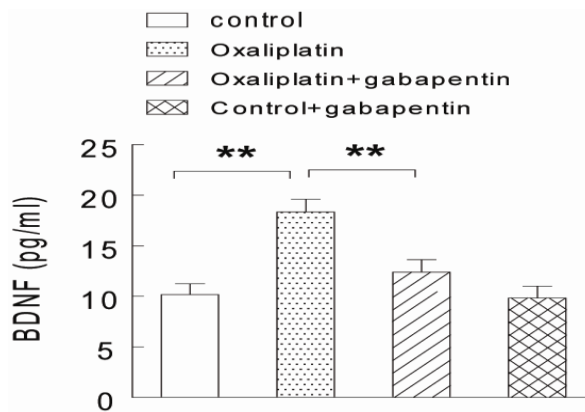 control
Oxaliplatin
Oxaliplatin+gabapentin
Control+gabapentin
25
20
15
10
5
0
BDNF (pg/ml)
** **